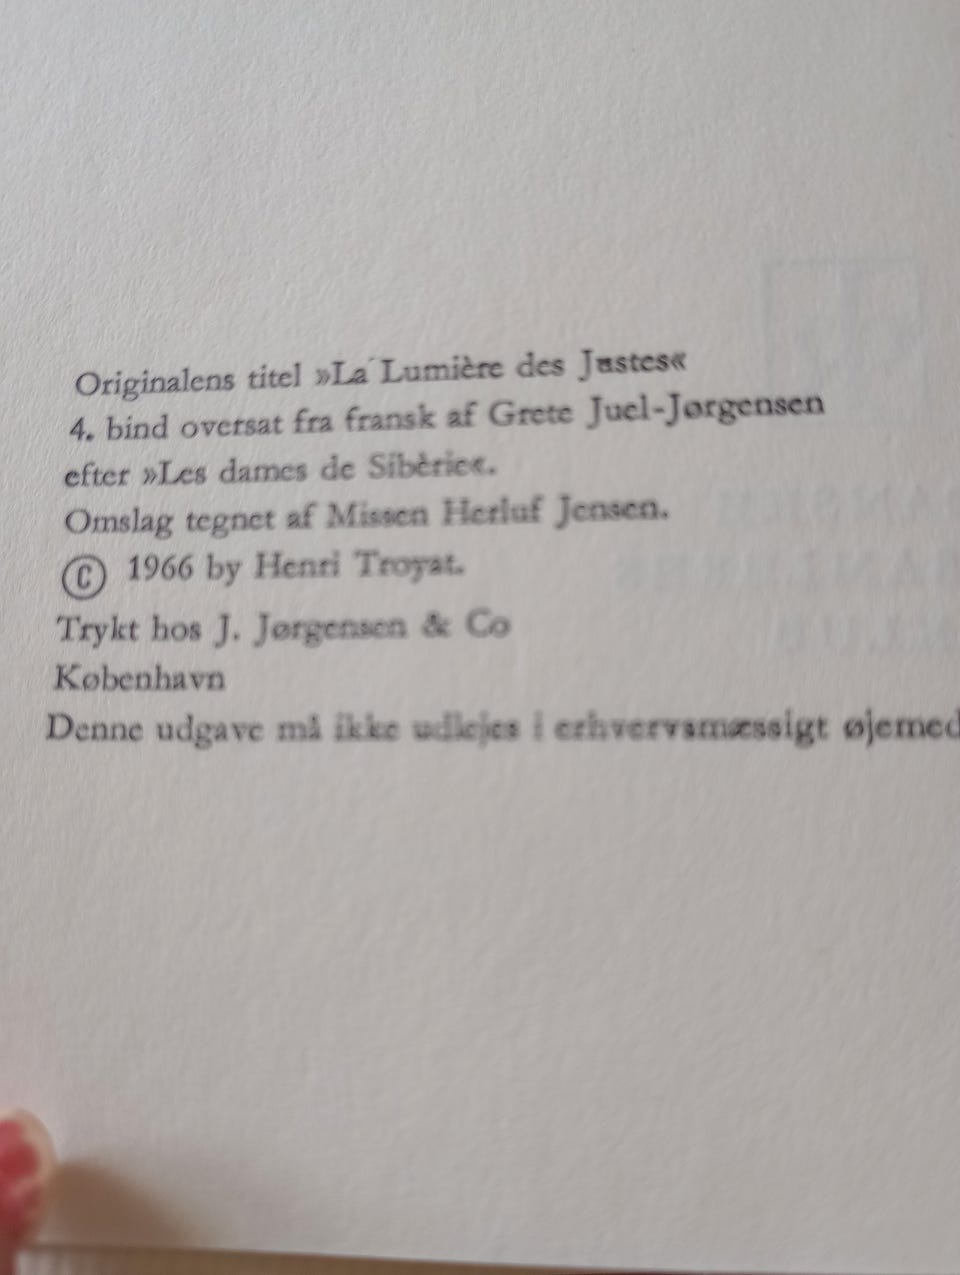 Originalens titel »La Lumière des Justes«
4. bind oversat fra fransk af Grete Juel-Jørgensen
efter »Les dames de Sibèrie«.
Omslag tegnet af Missen Herluf Jensen.
© 1966 by Henri Troyat.
Trykt hos J. Jørgensen & Co
København
Denne udgave må ikke udlejes i erhvervsmæssigt øjemed